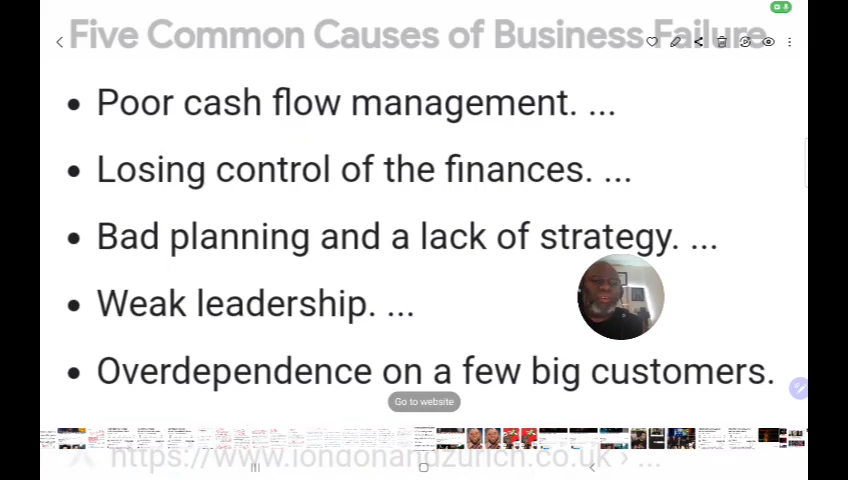 Five Common Causes of Business Failure
• Poor cash flow management. ...
• Losing control of the finances. ...
• Bad planning and a lack of strategy. ...
• Weak leadership. ...
• Overdependence on a few big customers.
Go to website
https://www.londonandzurich.co.uk › ...